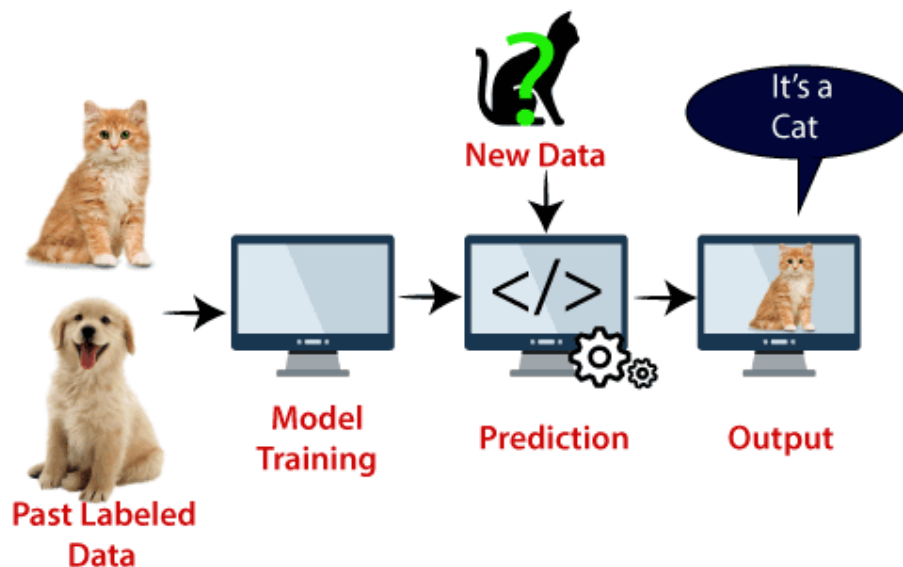 ?
New Data
It's a
Cat
</>
Model
Training
Prediction
Output
Past Labeled
Data